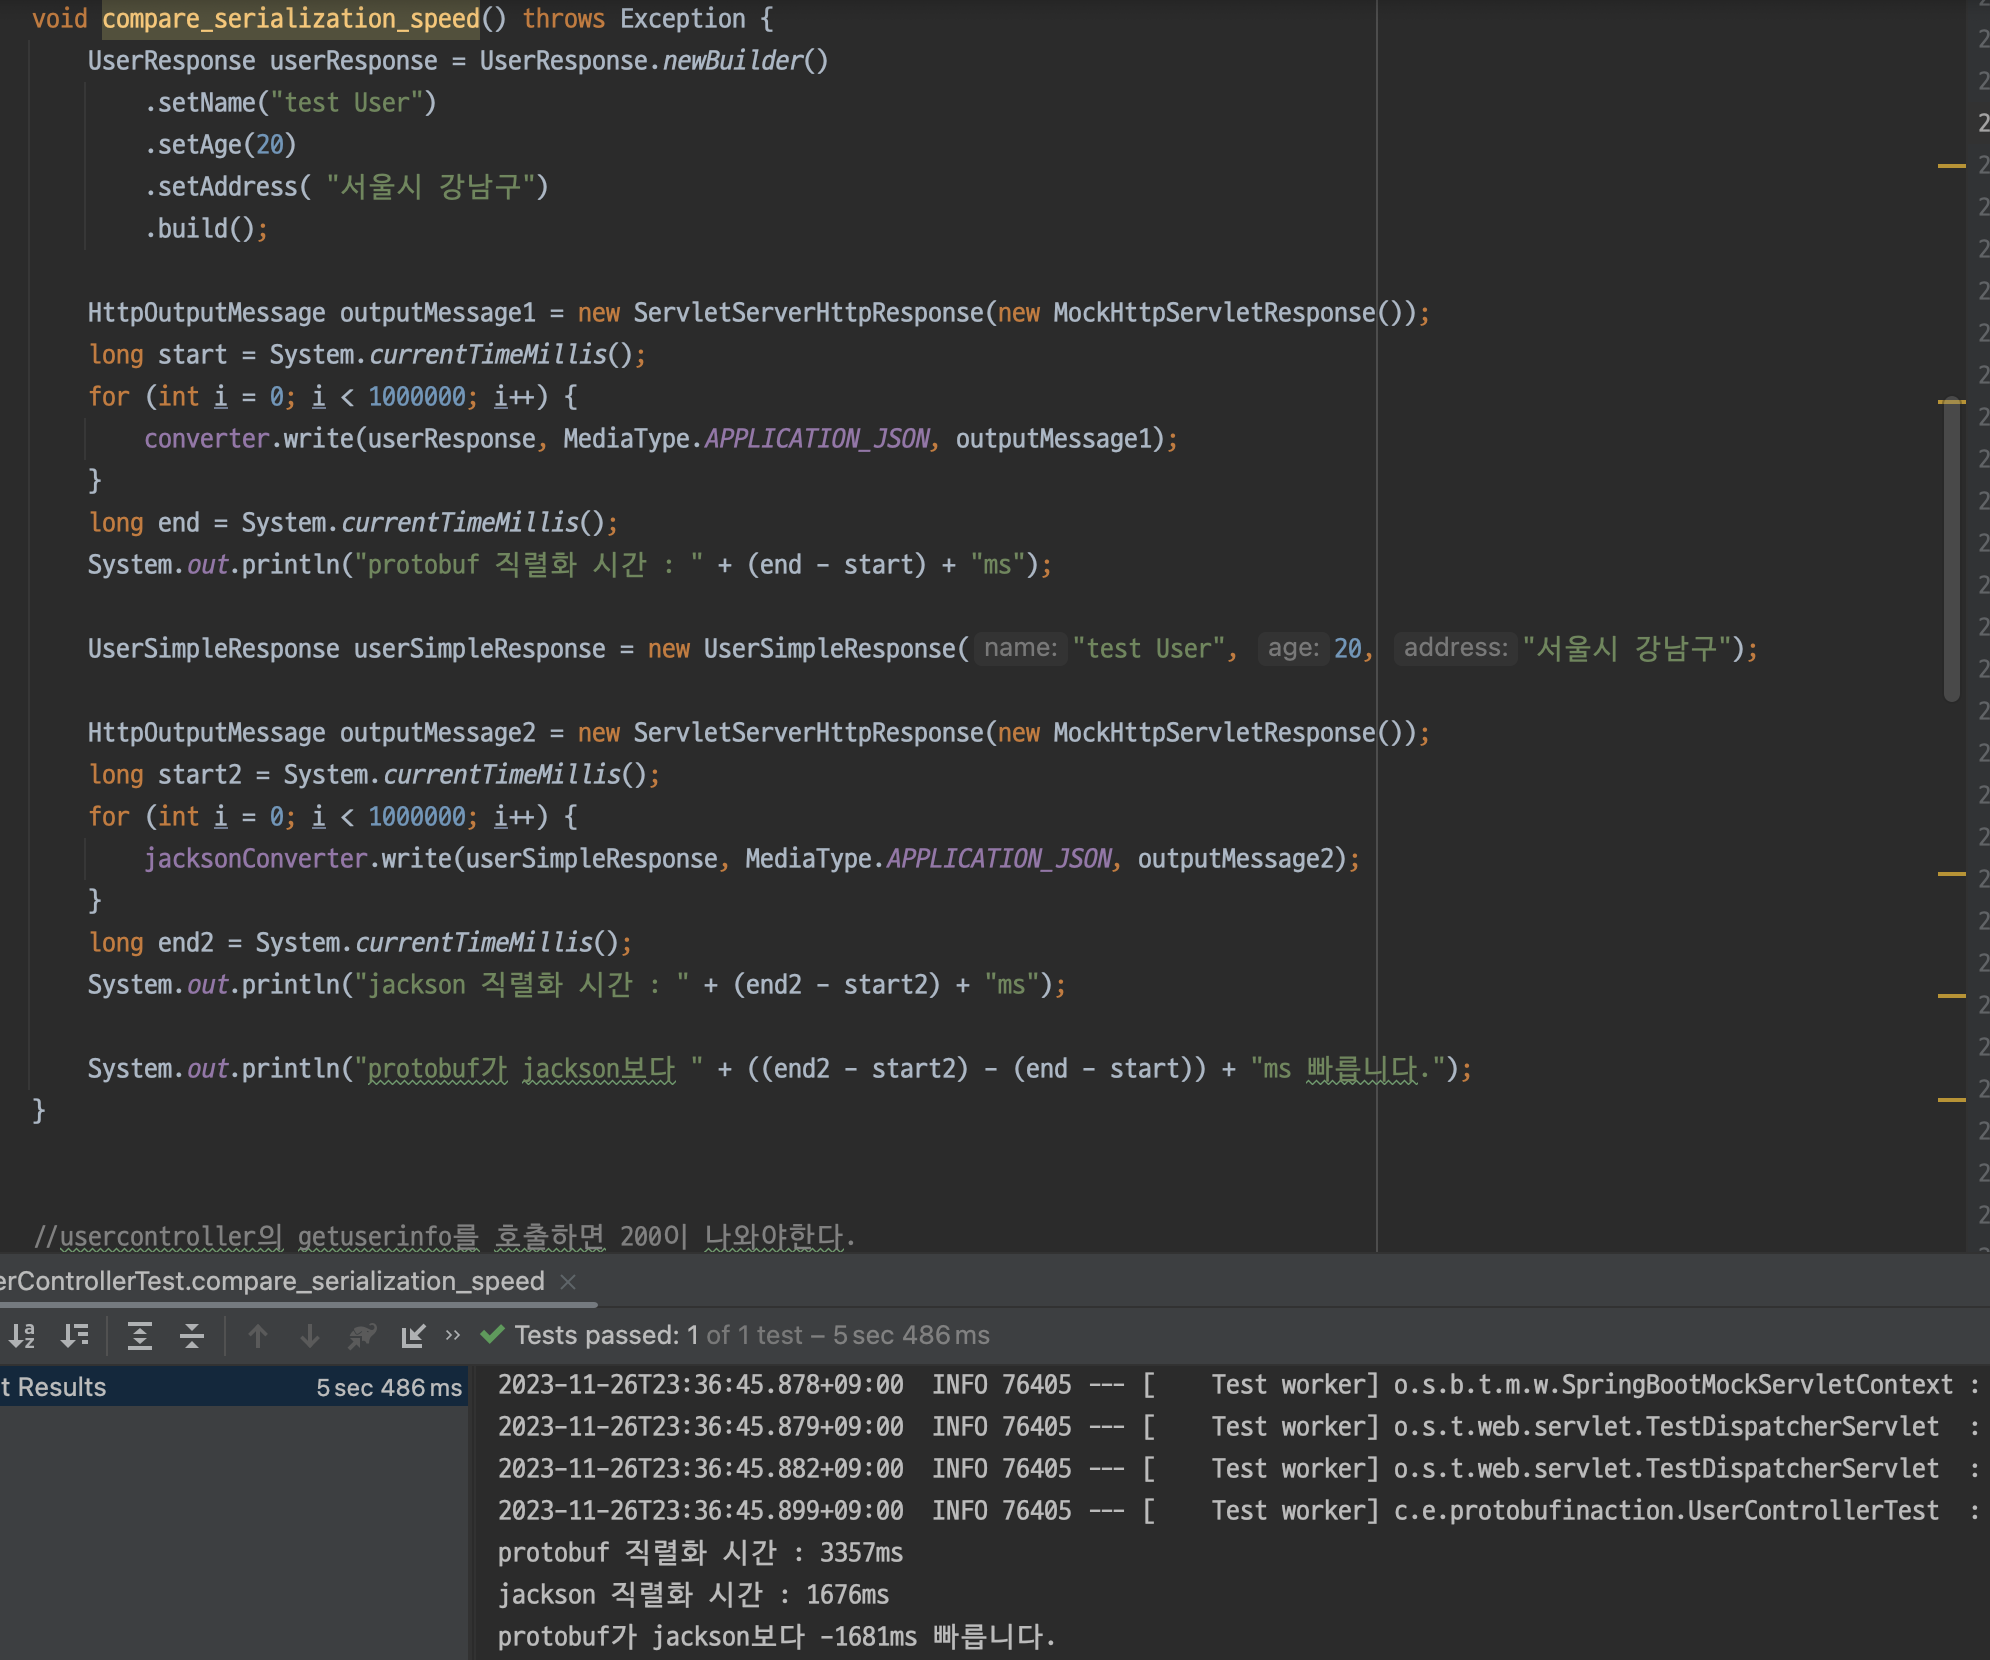 void compare_serialization_speed() throws Exception {
    UserResponse userResponse = UserResponse.newBuilder()
        .setName("test User")
        .setAge(20)
        .setAddress( "서울시 강남구")
        .build();
    HttpOutputMessage outputMessage1 = new ServletServerHttpResponse(new MockHttpServletResponse());
    long start = System.currentTimeMillis();
    for (int i = 0; i < 1000000; i++) {
        converter.write(userResponse, MediaType.APPLICATION_JSON, outputMessage1);
    }
    long end = System.currentTimeMillis();
    System.out.println("protobuf 직렬화 시간 : " + (end - start) + "ms");
    UserSimpleResponse userSimpleResponse = new UserSimpleResponse( name: "test User", age: 20, address: "서울시 강남구");
    HttpOutputMessage outputMessage2 = new ServletServerHttpResponse(new MockHttpServletResponse());
    long start2 = System.currentTimeMillis();
    for (int i = 0; i < 1000000; i++) {
        jacksonConverter.write(userSimpleResponse, MediaType.APPLICATION_JSON, outputMessage2);
    }
    long end2 = System.currentTimeMillis();
    System.out.println("jackson 직렬화 시간 : " + (end2 - start2) + "ms");
    System.out.println("protobuf가 jackson보다 " + ((end2 - start2) - (end - start)) + "ms 빠릅니다.");
}
//usercontroller의 getuserinfo를 호출하면 200이 나와야한다.
erControllerTest.compare_serialization_speed ×
» Tests passed: 1 of 1 test – 5 sec 486 ms
t Results 5 sec 486 ms
2023-11-26T23:36:45.878+09:00  INFO 76405 --- [    Test worker] o.s.b.t.m.w.SpringBootMockServletContext :
2023-11-26T23:36:45.879+09:00  INFO 76405 --- [    Test worker] o.s.t.web.servlet.TestDispatcherServlet  :
2023-11-26T23:36:45.882+09:00  INFO 76405 --- [    Test worker] o.s.t.web.servlet.TestDispatcherServlet  :
2023-11-26T23:36:45.899+09:00  INFO 76405 --- [    Test worker] c.e.protobufinaction.UserControllerTest  :
protobuf 직렬화 시간 : 3357ms
jackson 직렬화 시간 : 1676ms
protobuf가 jackson보다 -1681ms 빠릅니다.